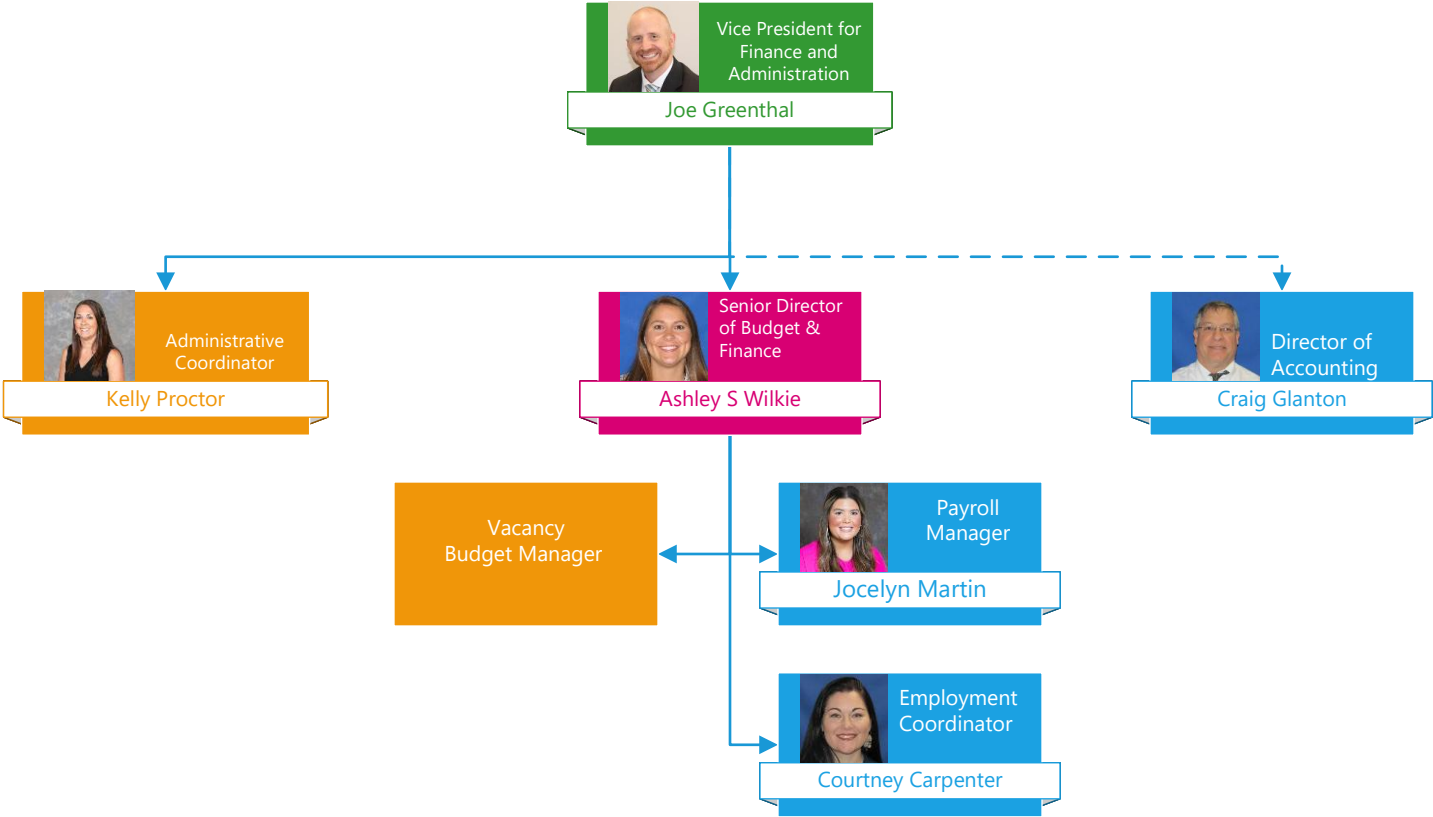 Vice President for
Finance and
Administration
Joe Greenthal
Administrative
Coordinator
Kelly Proctor
Senior Director
of Budget &
Finance
Ashley S Wilkie
Director of
Accounting
Craig Glanton
Vacancy
Budget Manager
Payroll
Manager
Jocelyn Martin
Employment
Coordinator
Courtney Carpenter